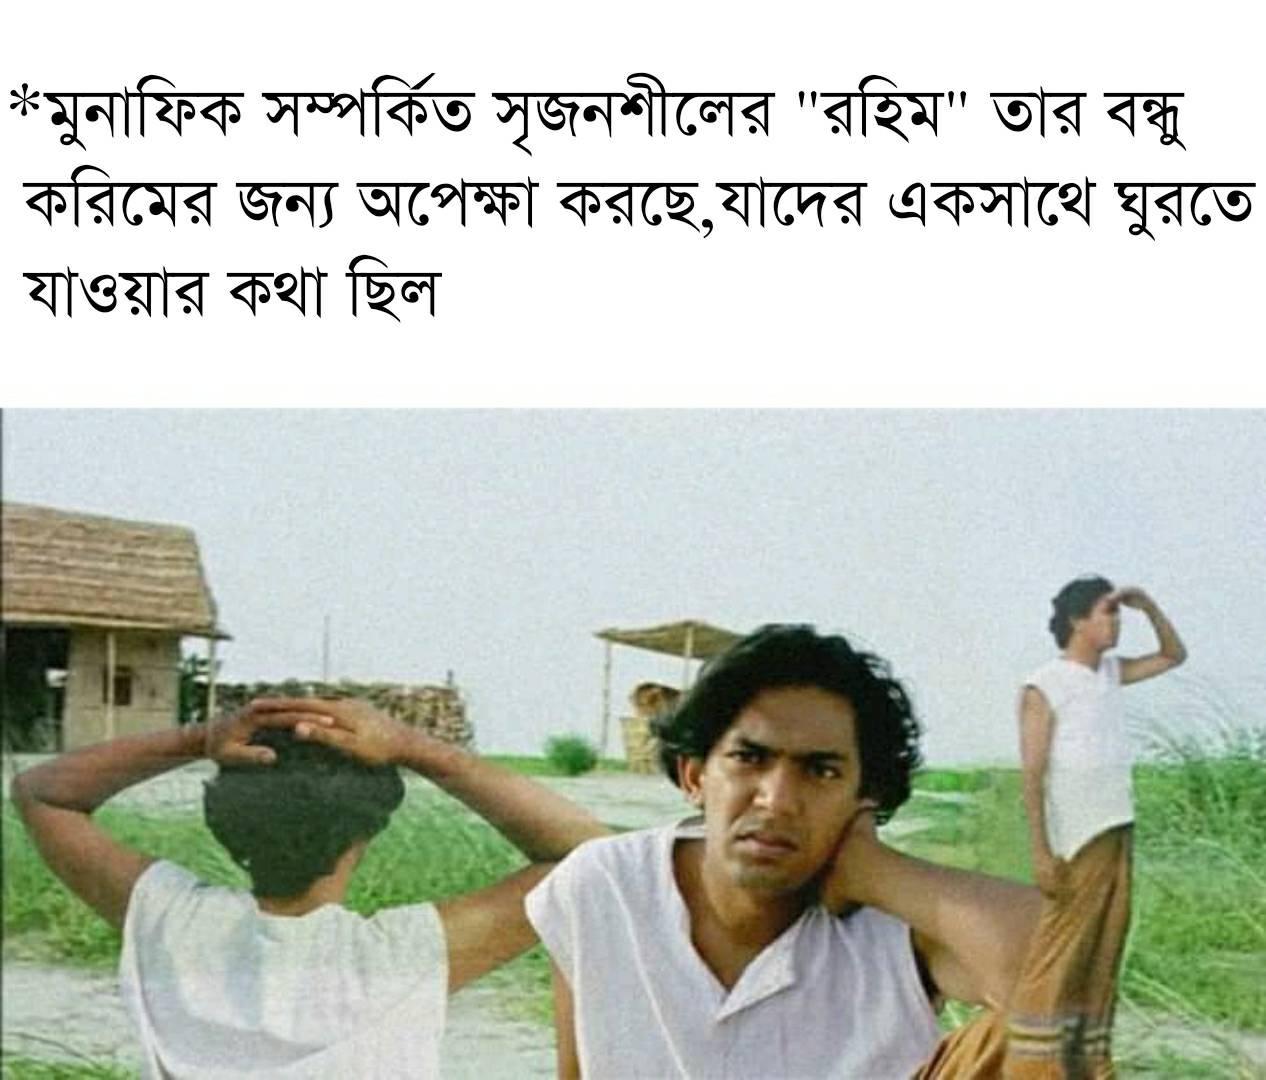 *মুনাফিক সম্পর্কিত সৃজনশীলের "রহিম" তার বন্ধু
করিমের জন্য অপেক্ষা করছে,যাদের একসাথে ঘুরতে
যাওয়ার কথা ছিল